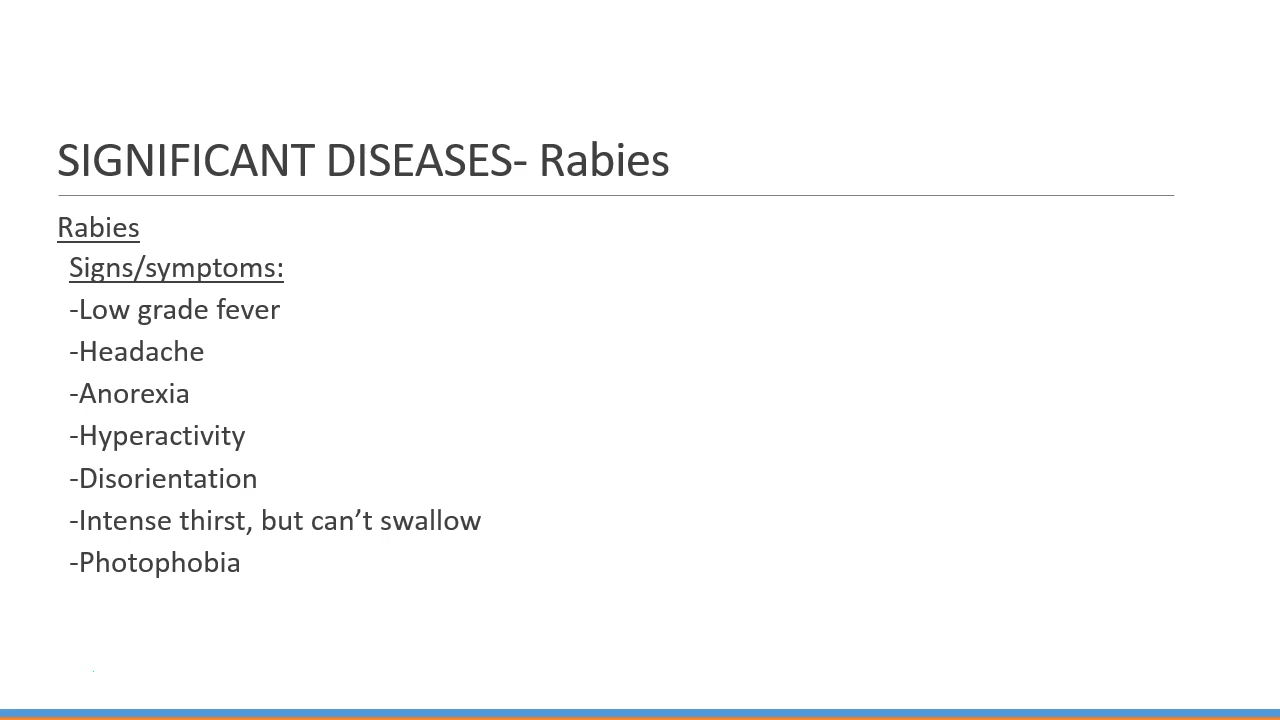 SIGNIFICANT DISEASES- Rabies
Rabies
Signs/symptoms:
-Low grade fever
-Headache
-Anorexia
-Hyperactivity
-Disorientation
-Intense thirst, but can’t swallow
-Photophobia